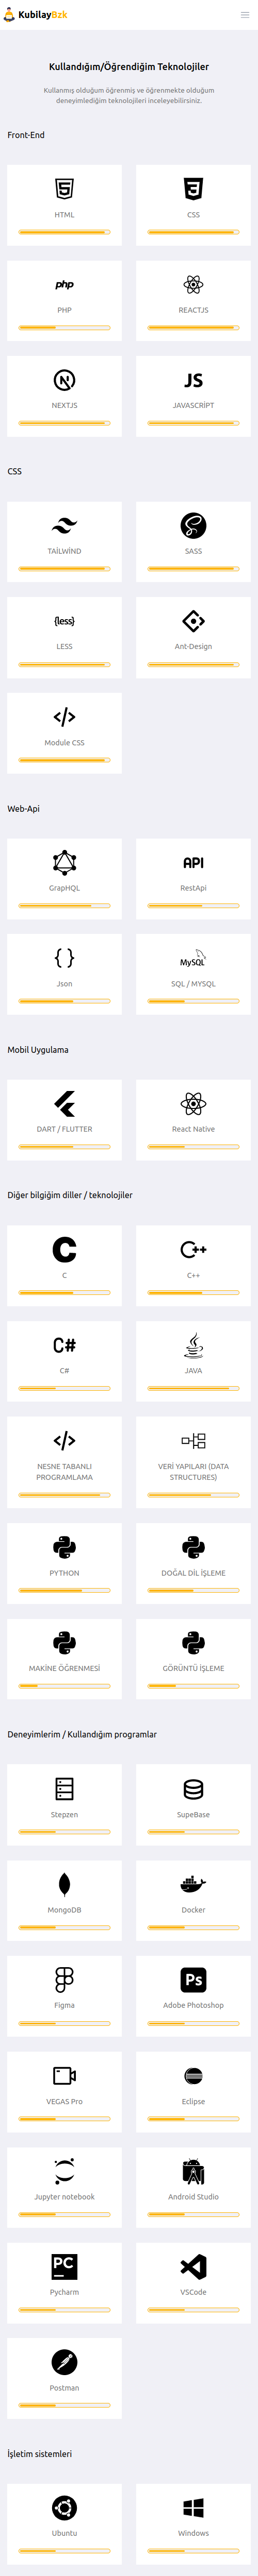 KubilayBzk
Kullandığım/Öğrendiğim Teknolojiler
Kullanmış olduğum öğrenmiş ve öğrenmekte olduğum
deneyimlediğim teknolojileri inceleyebilirsiniz.
Front-End
HTML
CSS
PHP
REACTJS
NEXTJS
JAVASCRİPT
CSS
TAİLWİND
SASS
{less}
LESS
Ant-Design
Module CSS
Web-Api
GrapHQL
API
RestApi
Json
MySQL
SQL / MYSQL
Mobil Uygulama
DART / FLUTTER
React Native
Diğer bilgiğim diller / teknolojiler
C
C++
C#
JAVA
NESNE TABANLI
PROGRAMLAMA
VERİ YAPILARI (DATA
STRUCTURES)
PYTHON
DOĞAL DİL İŞLEME
MAKİNE ÖĞRENMESİ
GÖRÜNTÜ İŞLEME
Deneyimlerim / Kullandığım programlar
Stepzen
SupeBase
MongoDB
Docker
Figma
Ps
Adobe Photoshop
VEGAS Pro
Eclipse
Jupyter notebook
Android Studio
PC
Pycharm
VSCode
Postman
İşletim sistemleri
Ubuntu
Windows